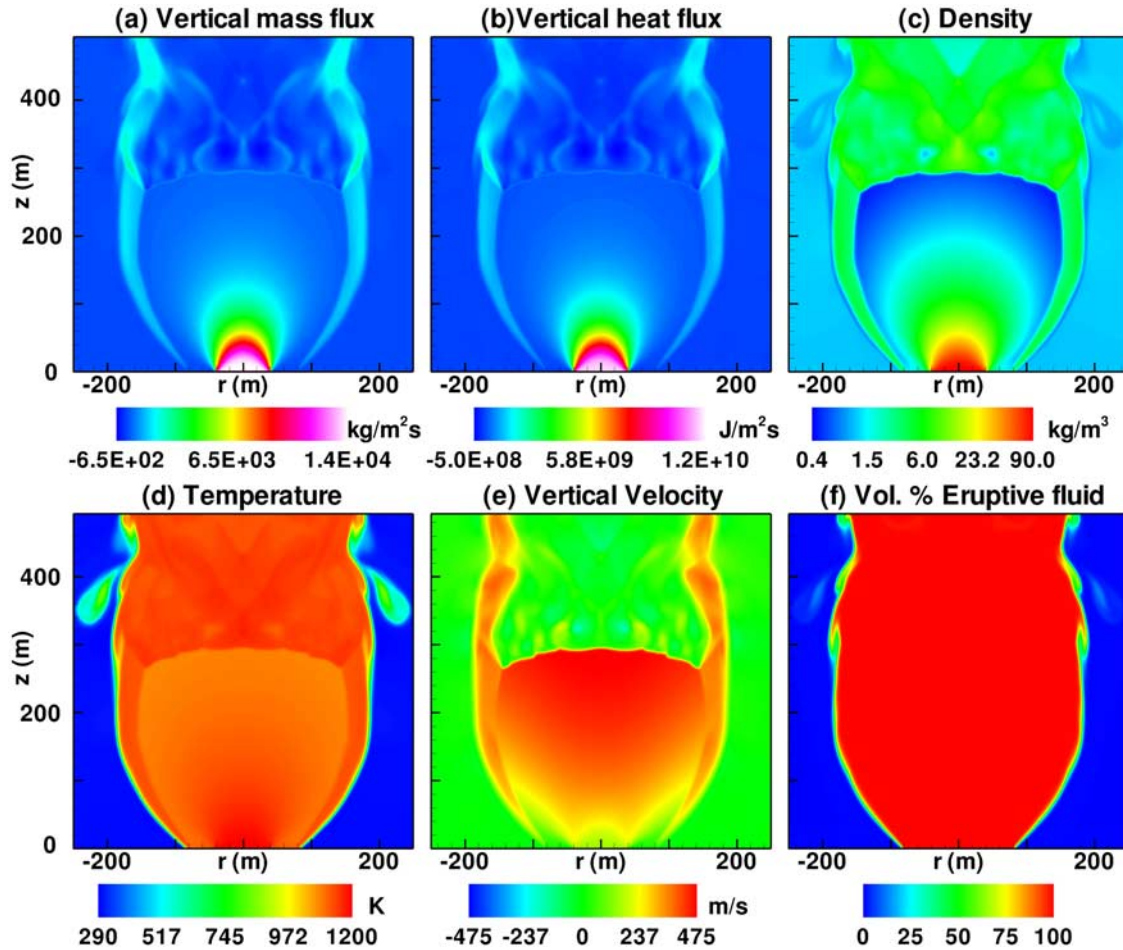 (a) Vertical mass flux
(b)Vertical heat flux
(c) Density
z (m)
400
200
0
-200 r (m) 200
-200 r (m) 200
-200 r (m) 200
kg/m²s
-6.5E+02 6.5E+03 1.4E+04
J/m²s
-5.0E+08 5.8E+09 1.2E+10
kg/m³
0.4 1.5 6.0 23.2 90.0
(d) Temperature
(e) Vertical Velocity
(f) Vol. % Eruptive fluid
z (m)
400
200
0
-200 r (m) 200
-200 r (m) 200
-200 r (m) 200
K
290 517 745 972 1200
m/s
-475 -237 0 237 475
0 25 50 75 100